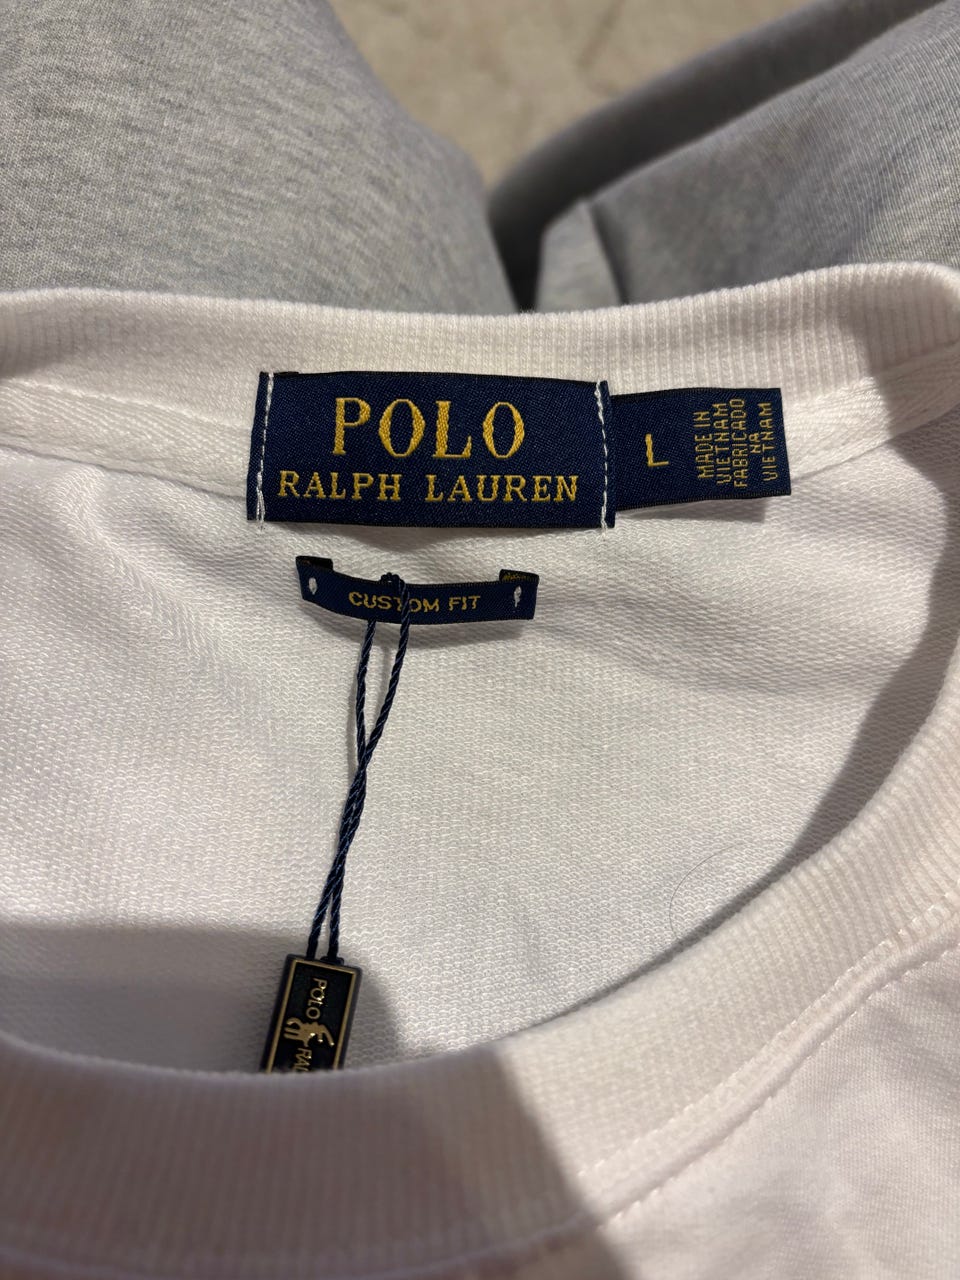 POLO
RALPH LAUREN
L
MADE IN
VIETNAM
FABRICADO
NA
VIETNAM
CUSTOM FIT
POLO